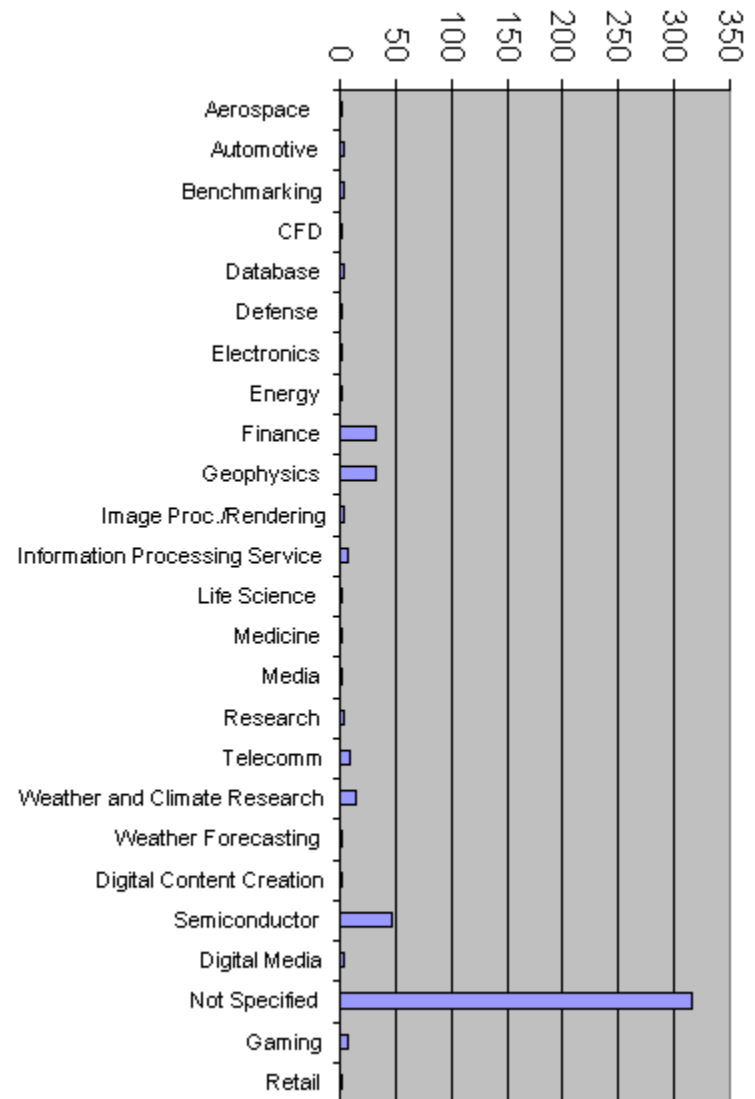 0 50 100 150 200 250 300 350
Aerospace
Automotive
Benchmarking
CFD
Database
Defense
Electronics
Energy
Finance
Geophysics
Image Proc./Rendering
Information Processing Service
Life Science
Medicine
Media
Research
Telecomm
Weather and Climate Research
Weather Forecasting
Digital Content Creation
Semiconductor
Digital Media
Not Specified
Gaming
Retail